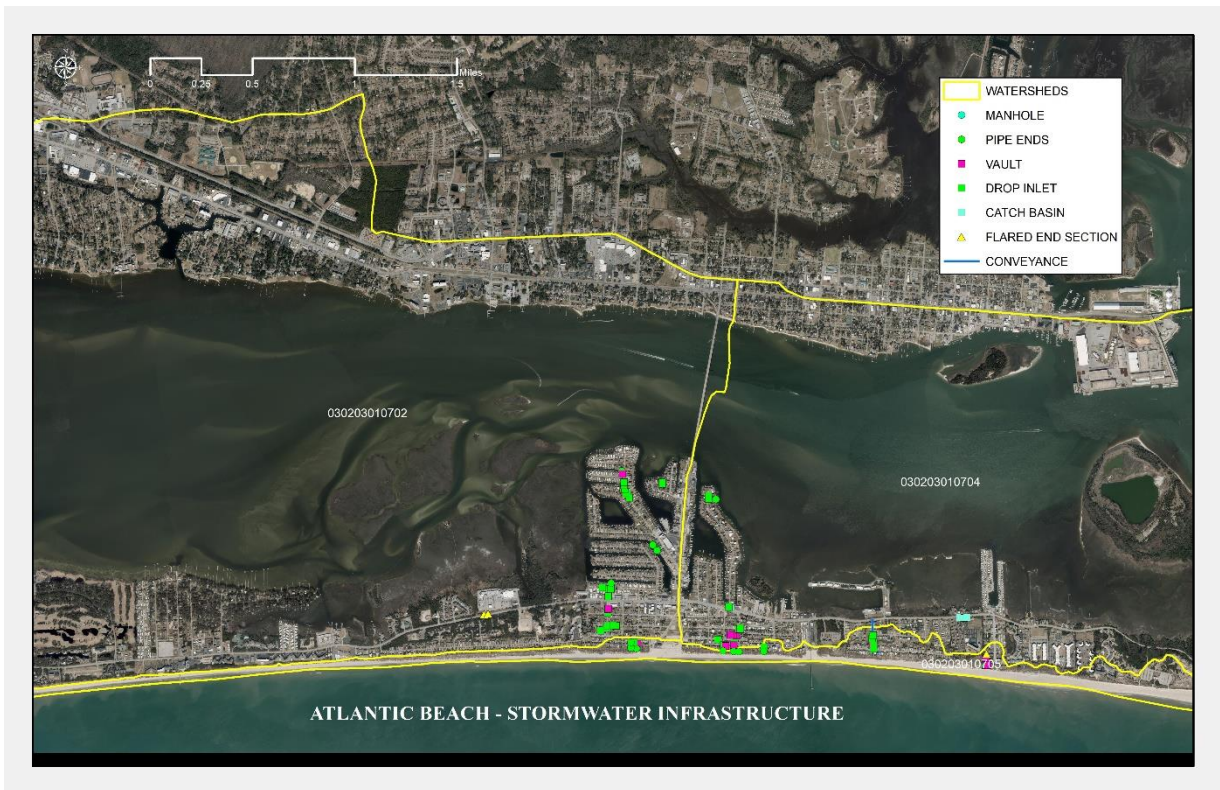 Miles
0 0.25 0.5 1 1.5
WATERSHEDS
MANHOLE
PIPE ENDS
VAULT
DROP INLET
CATCH BASIN
FLARED END SECTION
CONVEYANCE
030203010702
030203010704
030203010705
ATLANTIC BEACH - STORMWATER INFRASTRUCTURE